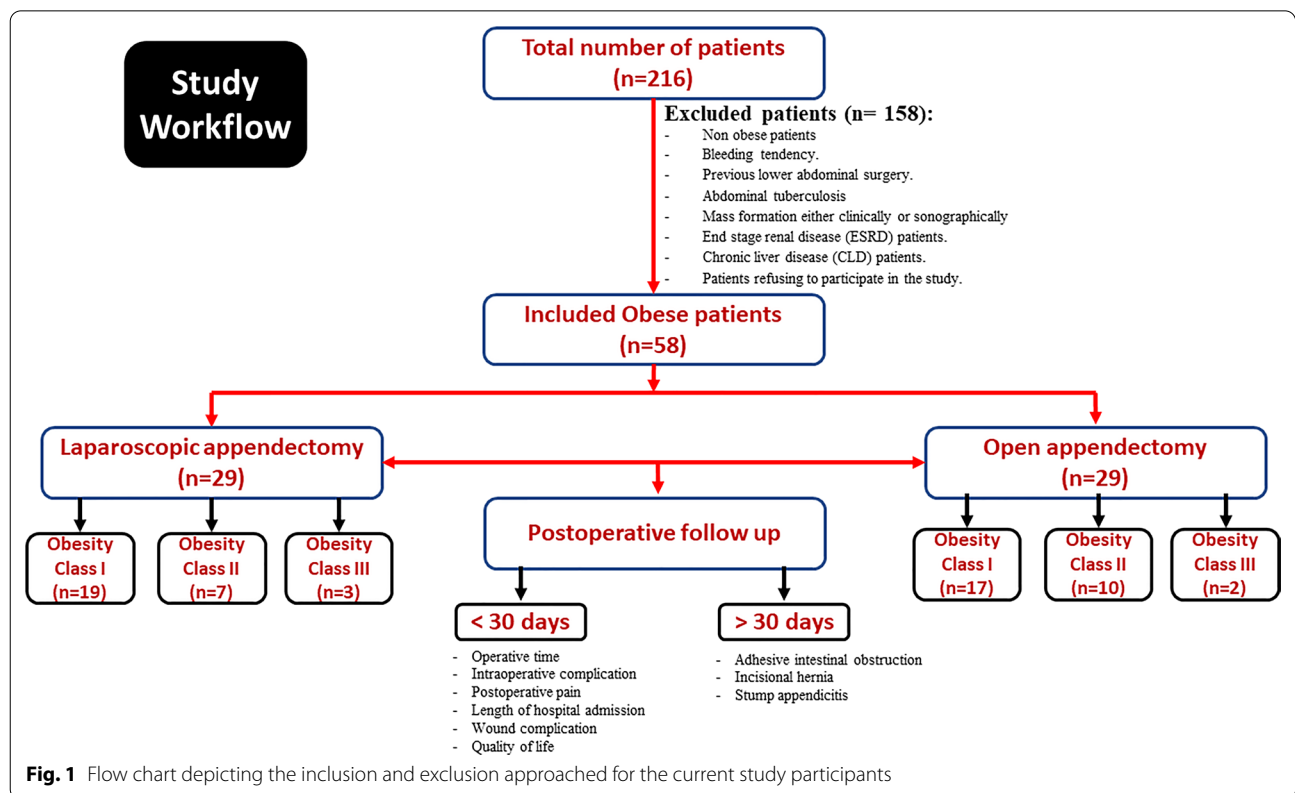 Study
Workflow
Total number of patients
(n=216)
Excluded patients (n= 158):
- Non obese patients
- Bleeding tendency.
- Previous lower abdominal surgery.
- Abdominal tuberculosis
- Mass formation either clinically or sonographically
- End stage renal disease (ESRD) patients.
- Chronic liver disease (CLD) patients.
- Patients refusing to participate in the study.
Included Obese patients
(n=58)
Laparoscopic appendectomy
(n=29)
Obesity
Class I
(n=19)
Obesity
Class II
(n=7)
Obesity
Class III
(n=3)
Open appendectomy
(n=29)
Obesity
Class I
(n=17)
Obesity
Class II
(n=10)
Obesity
Class III
(n=2)
Postoperative follow up
< 30 days
- Operative time
- Intraoperative complication
- Postoperative pain
- Length of hospital admission
- Wound complication
- Quality of life
> 30 days
- Adhesive intestinal obstruction
- Incisional hernia
- Stump appendicitis
Fig. 1 Flow chart depicting the inclusion and exclusion approached for the current study participants